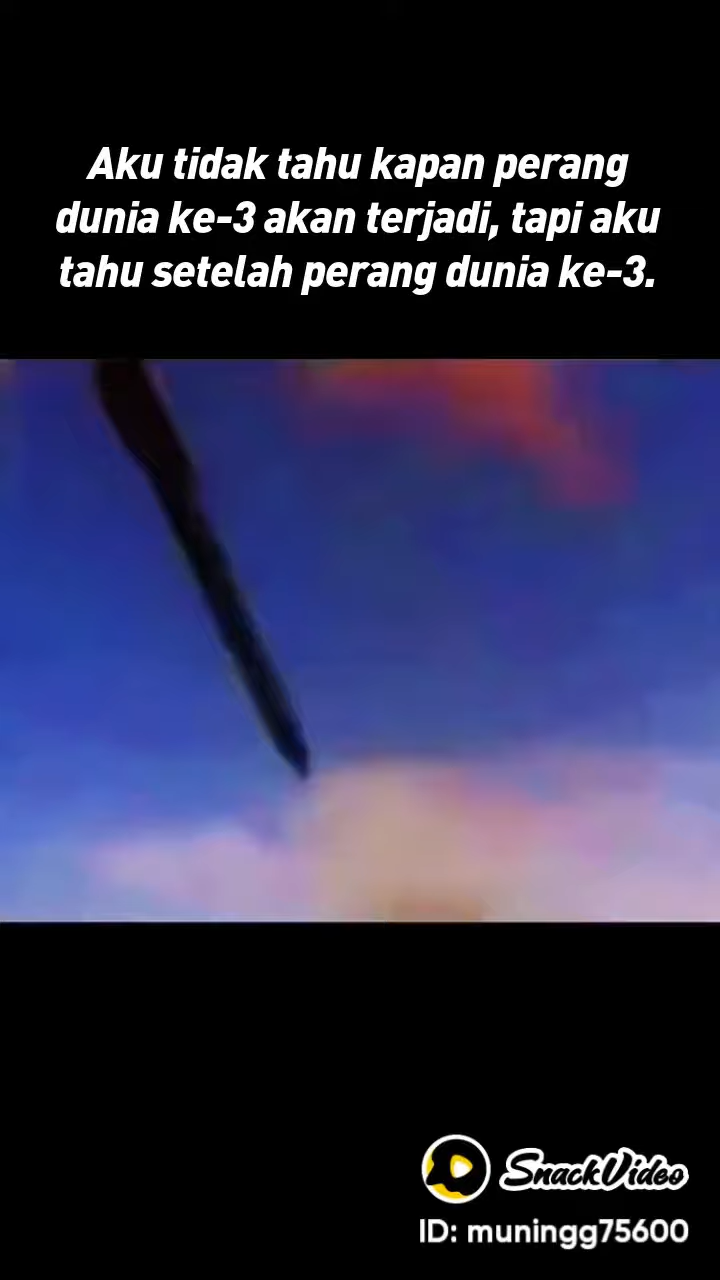 Aku tidak tahu kapan perang
dunia ke-3 akan terjadi, tapi aku
tahu setelah perang dunia ke-3.
SnackVideo
ID: muningg75600